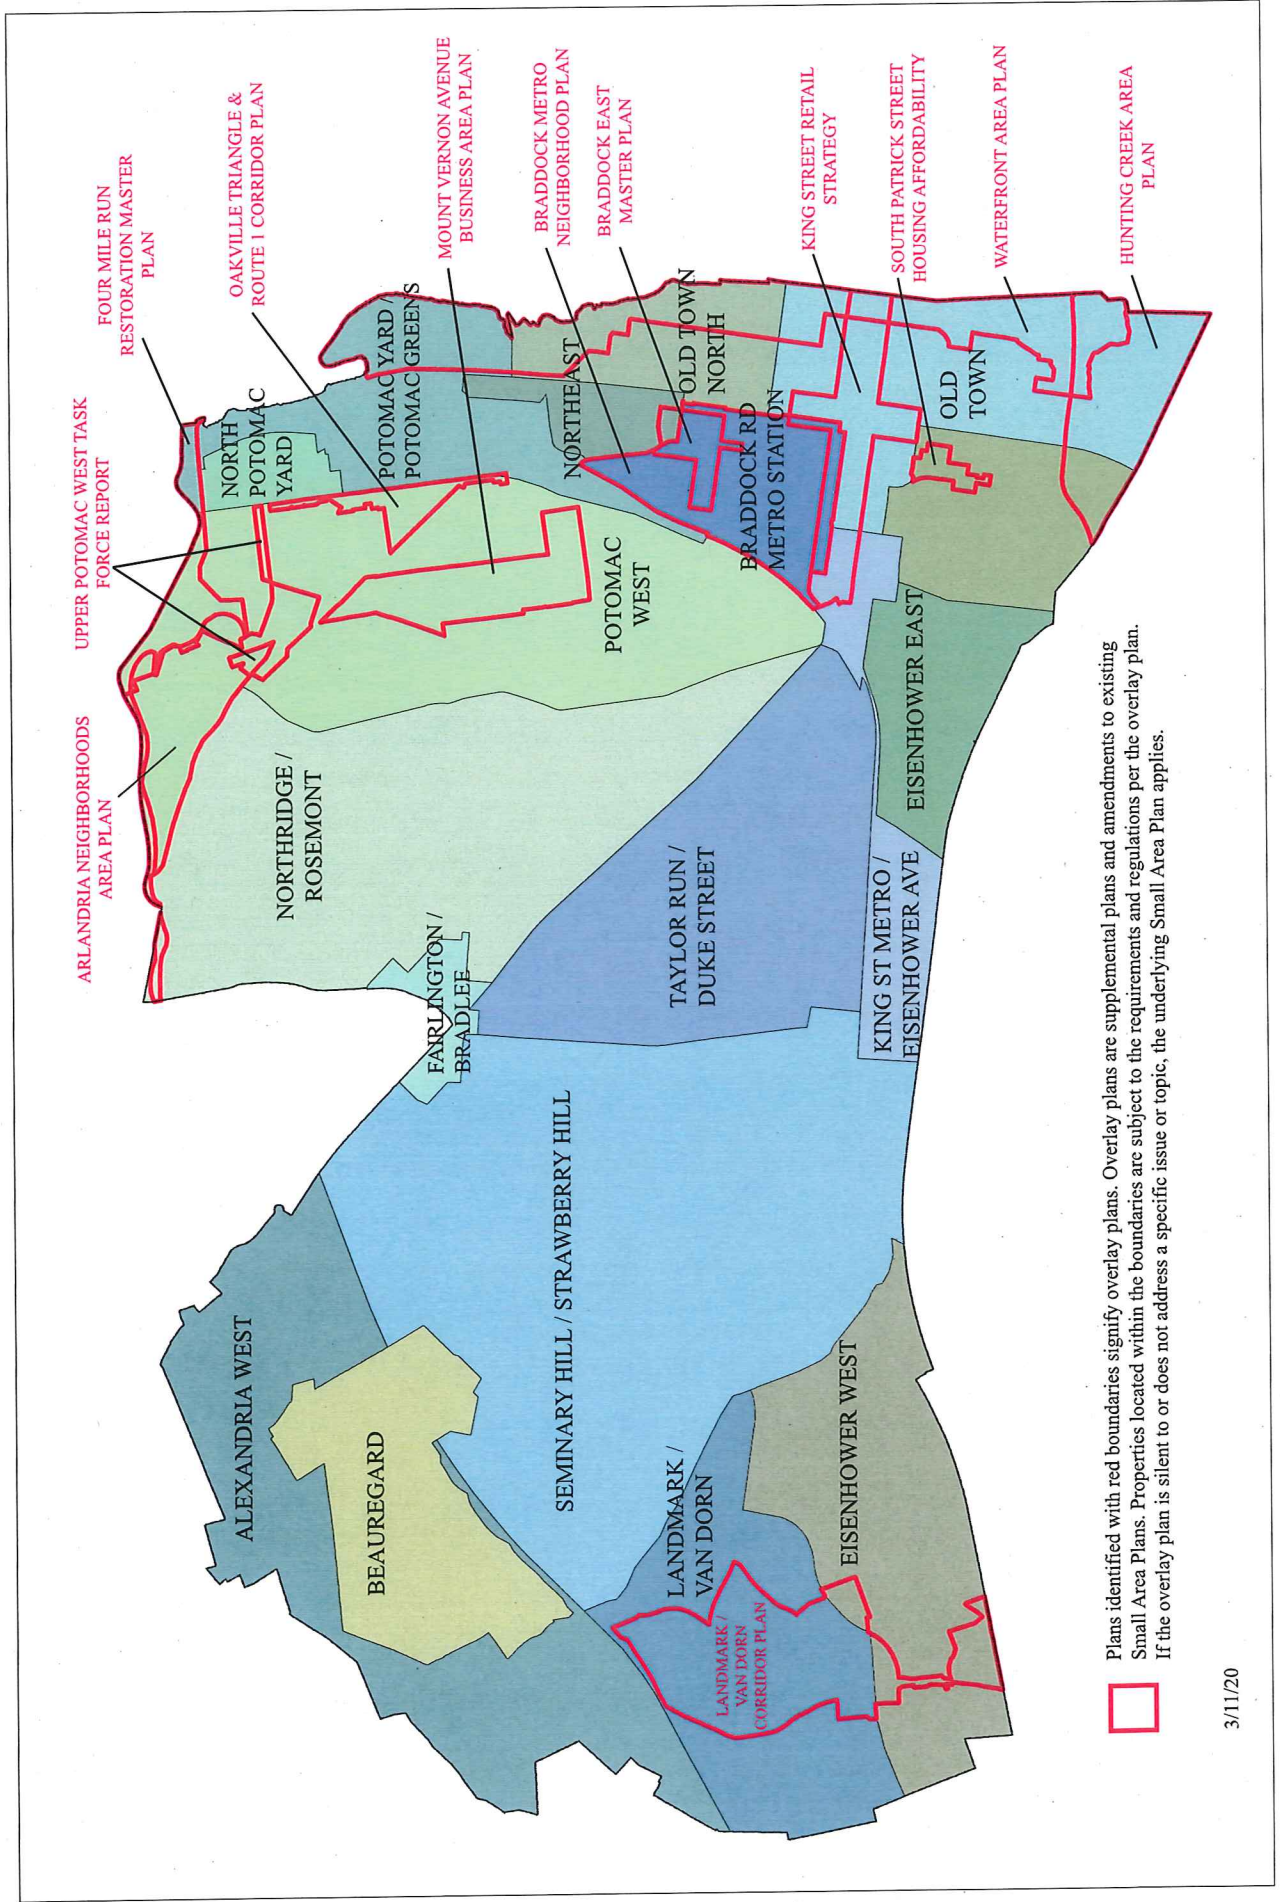 ARLANDRIA NEIGHBORHOODS
AREA PLAN
UPPER POTOMAC WEST TASK
FORCE REPORT
FOUR MILE RUN
RESTORATION MASTER
PLAN
OAKVILLE TRIANGLE &
ROUTE 1 CORRIDOR PLAN
MOUNT VERNON AVENUE
BUSINESS AREA PLAN
BRADDOCK METRO
NEIGHBORHOOD PLAN
BRADDOCK EAST
MASTER PLAN
KING STREET RETAIL
STRATEGY
SOUTH PATRICK STREET
HOUSING AFFORDABILITY
WATERFRONT AREA PLAN
HUNTING CREEK AREA
PLAN
ALEXANDRIA WEST
BEAUREGARD
SEMINARY HILL / STRAWBERRY HILL
LANDMARK /
VAN DORN
LANDMARK /
VAN DORN
CORRIDOR PLAN
EISENHOWER WEST
FAIRLINGTON /
BRADLEE
NORTHRIDGE /
ROSEMONT
TAYLOR RUN /
DUKE STREET
KING ST METRO /
EISENHOWER AVE
EISENHOWER EAST
POTOMAC
WEST
NORTH
POTOMAC
YARD
POTOMAC YARD /
POTOMAC GREENS
NORTHEAST
BRADDOCK RD
METRO STATION
OLD TOWN
NORTH
OLD
TOWN
Plans identified with red boundaries signify overlay plans. Overlay plans are supplemental plans and amendments to existing
Small Area Plans. Properties located within the boundaries are subject to the requirements and regulations per the overlay plan.
If the overlay plan is silent to or does not address a specific issue or topic, the underlying Small Area Plan applies.
3/11/20